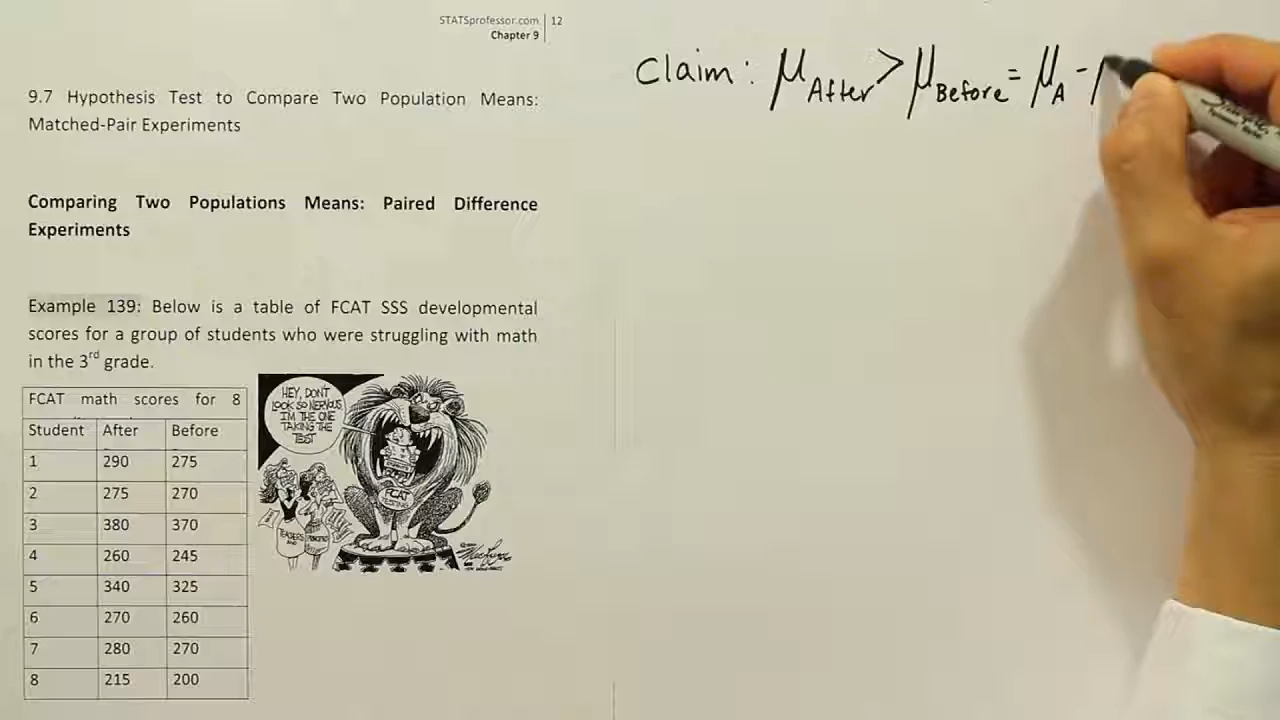 STATSprofessor.com 12
Chapter 9
Claim: μAfter > μBefore = μA - μ
9.7 Hypothesis Test to Compare Two Population Means:
Matched-Pair Experiments
Comparing Two Populations Means: Paired Difference
Experiments
Example 139: Below is a table of FCAT SSS developmental
scores for a group of students who were struggling with math
in the 3rd grade.
FCAT math scores for 8
Student After Before
1 290 275
2 275 270
3 380 370
4 260 245
5 340 325
6 270 260
7 280 270
8 215 200
HEY, DON'T
LOOK SO NERVOUS,
I'M THE ONE
TAKING THE
TEST
FCAT
TESTING
TEACHERS
AND